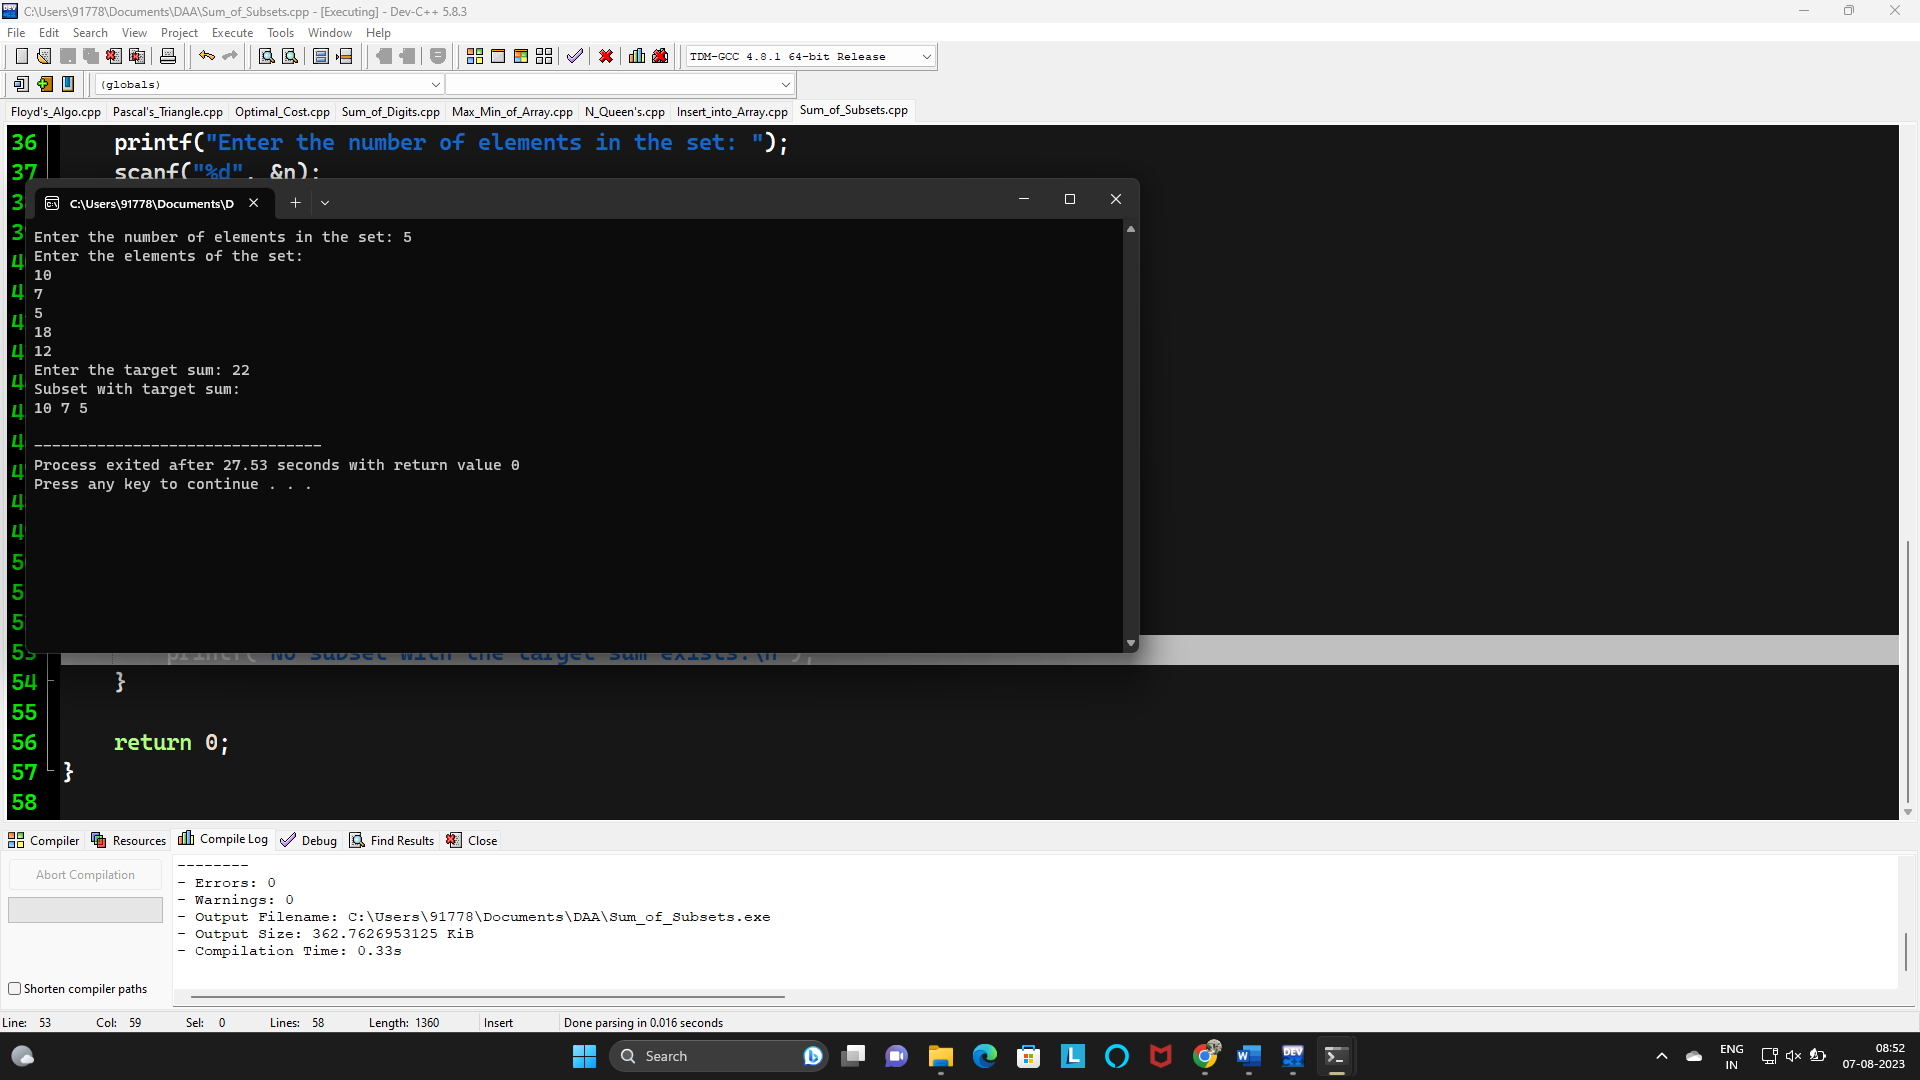 C:\Users\91778\Documents\DAA\Sum_of_Subsets.cpp - [Executing] - Dev-C++ 5.8.3
File Edit Search View Project Execute Tools Window Help
TDM-GCC 4.8.1 64-bit Release
(globals)
Floyd's_Algo.cpp Pascal's_Triangle.cpp Optimal_Cost.cpp Sum_of_Digits.cpp Max_Min_of_Array.cpp N_Queen's.cpp Insert_into_Array.cpp Sum_of_Subsets.cpp
36 printf("Enter the number of elements in the set: ");
37 scanf("%d", &n);
C:\Users\91778\Documents\D
Enter the number of elements in the set: 5
Enter the elements of the set:
10
7
5
18
12
Enter the target sum: 22
Subset with target sum:
10 7 5
--------------------------------
Process exited after 27.53 seconds with return value 0
Press any key to continue . . .
53 printf("No subset with the target sum exists.\n");
54 }
55
56 return 0;
57 }
58
Compiler Resources Compile Log Debug Find Results Close
Abort Compilation
Shorten compiler paths
--------
- Errors: 0
- Warnings: 0
- Output Filename: C:\Users\91778\Documents\DAA\Sum_of_Subsets.exe
- Output Size: 362.7626953125 KiB
- Compilation Time: 0.33s
Line: 53 Col: 59 Sel: 0 Lines: 58 Length: 1360 Insert Done parsing in 0.016 seconds
Search
ENG
IN
08:52
07-08-2023